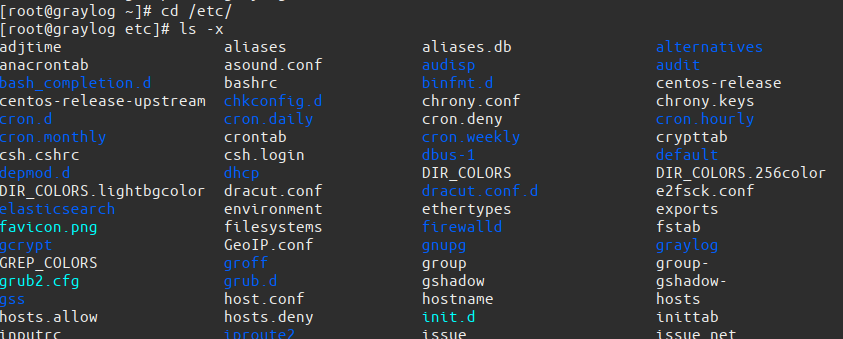 [root@graylog ~]# cd /etc/
[root@graylog etc]# ls -x
adjtime aliases aliases.db alternatives
anacrontab asound.conf audisp audit
bash_completion.d bashrc binfmt.d centos-release
centos-release-upstream chkconfig.d chrony.conf chrony.keys
cron.d cron.daily cron.deny cron.hourly
cron.monthly crontab cron.weekly crypttab
csh.cshrc csh.login dbus-1 default
depmod.d dhcp DIR_COLORS DIR_COLORS.256color
DIR_COLORS.lightbgcolor dracut.conf dracut.conf.d e2fsck.conf
elasticsearch environment ethertypes exports
favicon.png filesystems firewalld fstab
gcrypt GeoIP.conf gnupg graylog
GREP_COLORS groff group group-
grub2.cfg grub.d gshadow gshadow-
gss host.conf hostname hosts
hosts.allow hosts.deny init.d inittab
inputrc iproute2 issue issue.net